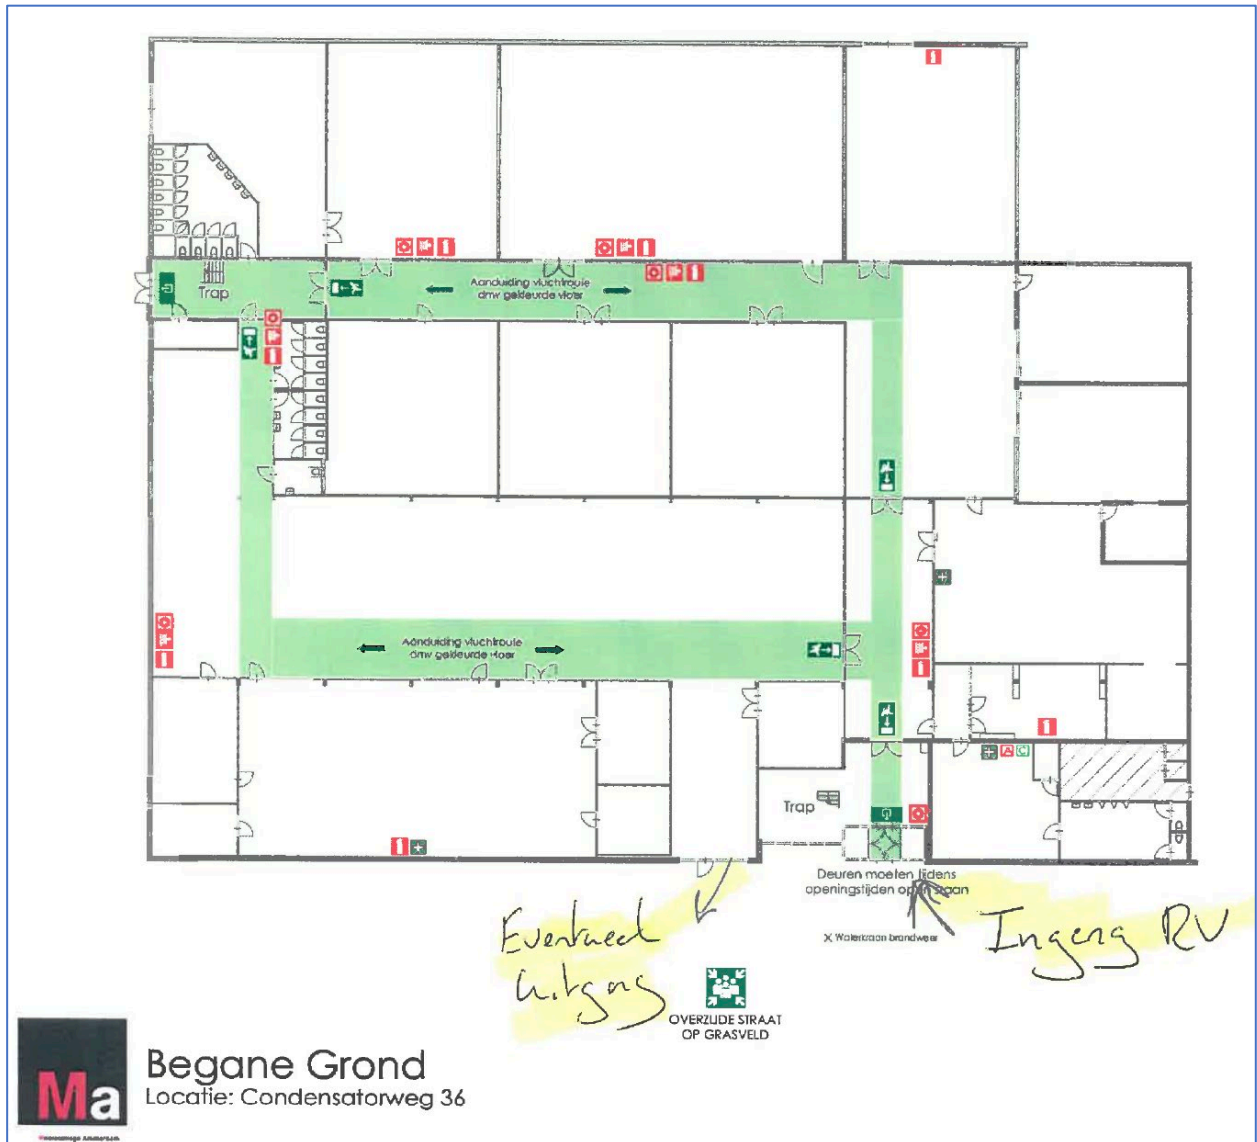 Trap
Aanduiding vluchtroute
dmv gekleurde vloer
Aanduiding vluchtroute
dmv gekleurde vloer
A C
Trap
Deuren moeten tijdens
openingstijden open staan
X Waterkraan brandweer
Eventueel
Uitgang
Ingang RV
OVERZIJDE STRAAT
OP GRASVELD
Ma
Begane Grond
Locatie: Condensatorweg 36